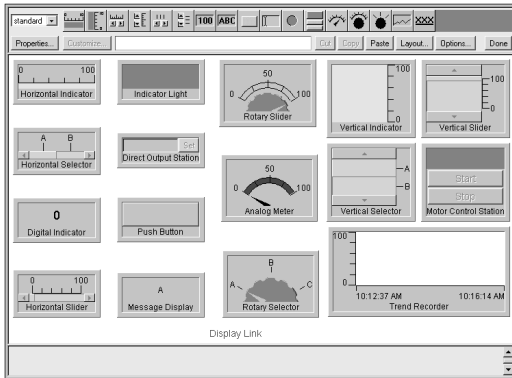 standard 100 ABC XXX
Properties... Customize... Cut Copy Paste Layout... Options... Done
0 100
Horizontal Indicator
Indicator Light
0 50 100
Rotary Slider
100
0
Vertical Indicator
100
0
Vertical Slider
A B
Horizontal Selector
Set
Direct Output Station
0 50 100
Analog Meter
A
B
Vertical Selector
Start
Stop
Motor Control Station
0
Digital Indicator
Push Button
A B C
Rotary Selector
100
0
10:12:37 AM 10:16:14 AM
Trend Recorder
0 100
Horizontal Slider
A
Message Display
Display Link